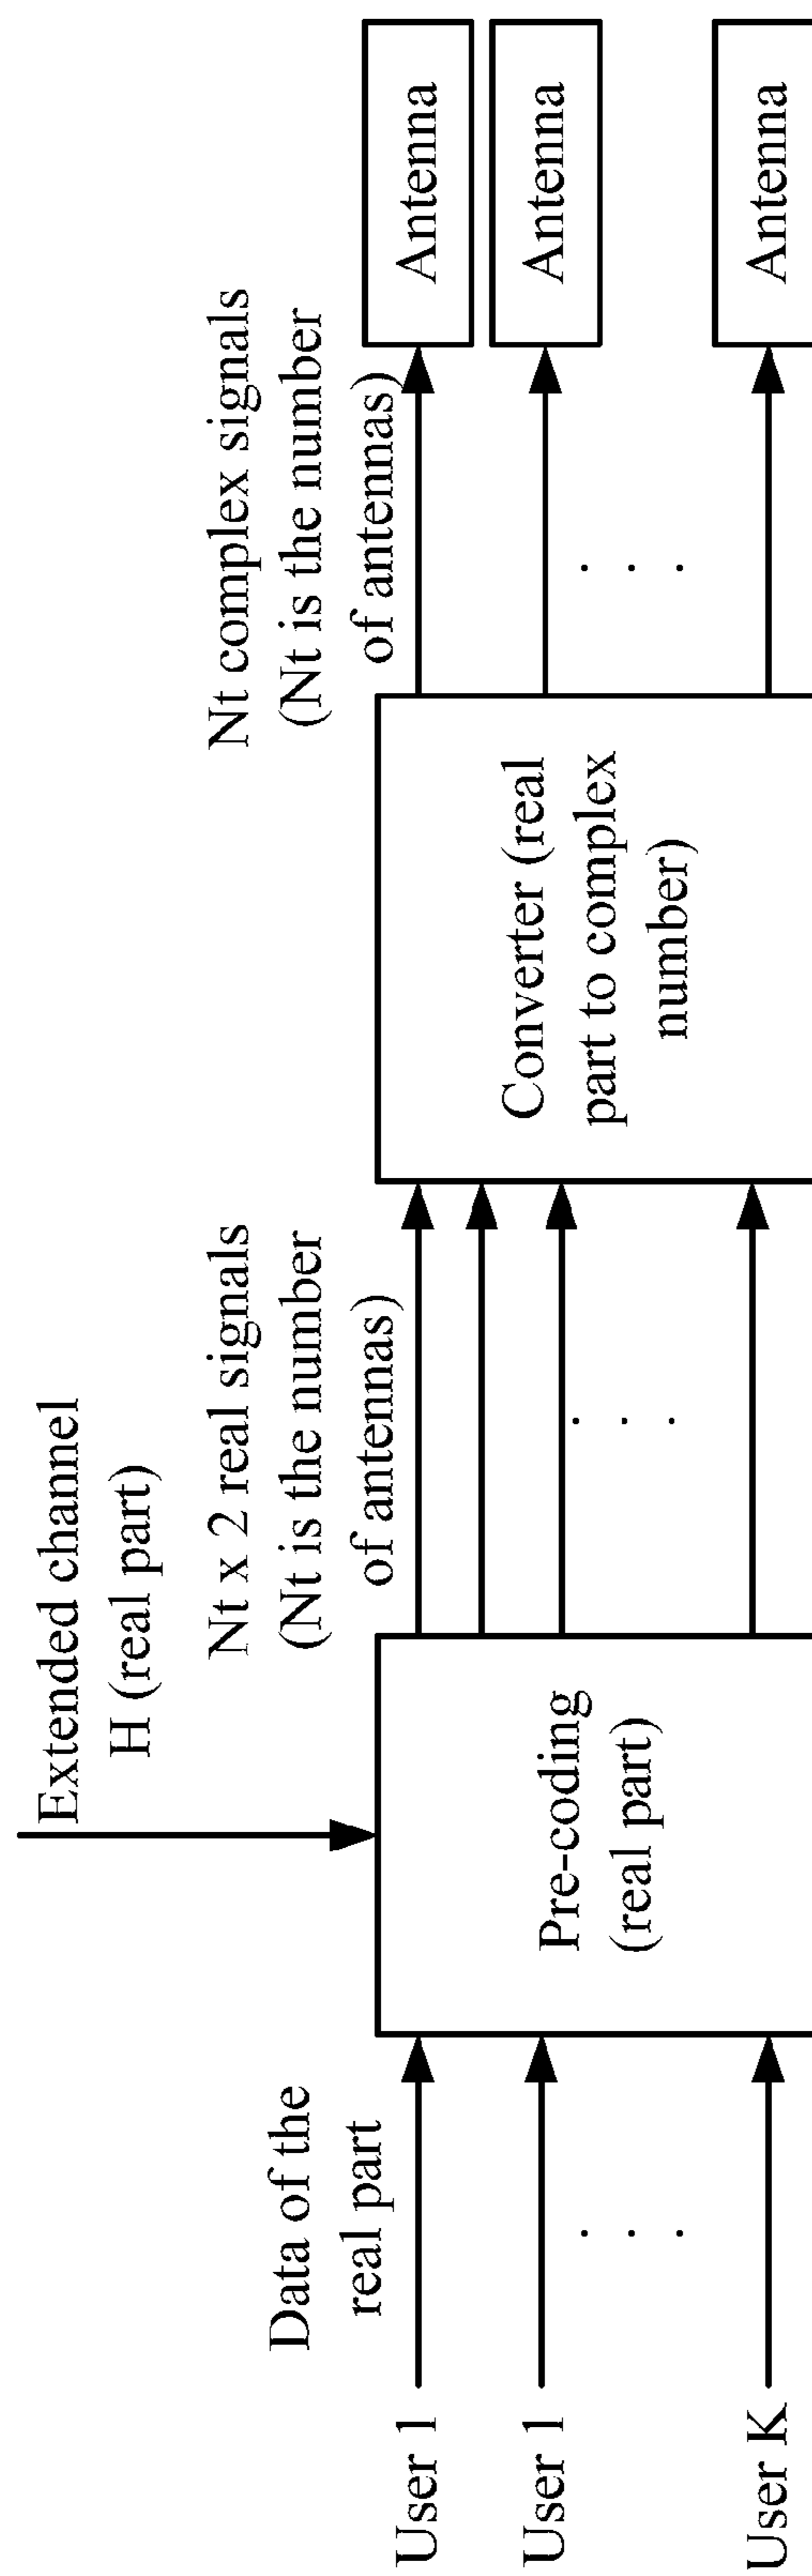 Extended channel
H (real part)
Data of the
real part
User 1
User 1
User K
. . .
Pre-coding
(real part)
Nt x 2 real signals
(Nt is the number
of antennas)
. . .
Converter (real
part to complex
number)
Nt complex signals
(Nt is the number
of antennas)
. . .
Antenna
Antenna
Antenna